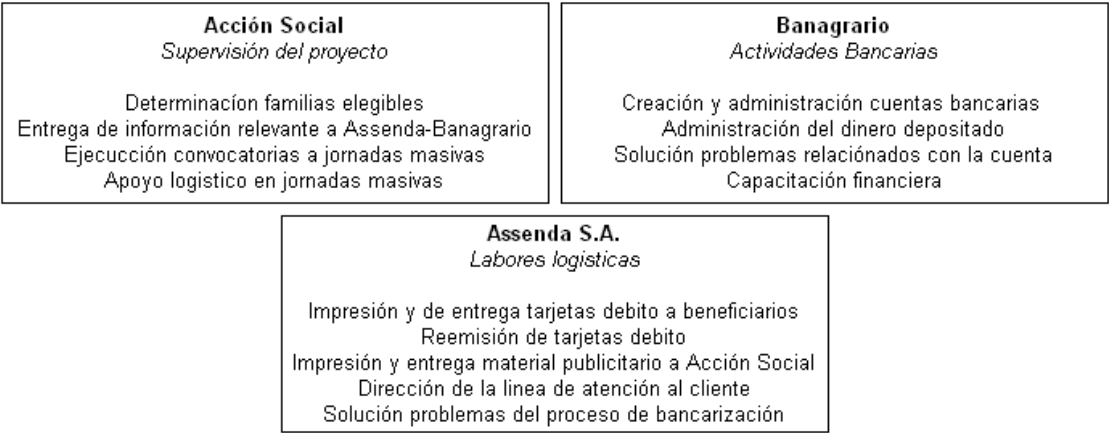 Acción Social
Supervisión del proyecto
Determinacíon familias elegibles
Entrega de información relevante a Assenda-Banagrario
Ejecucción convocatorias a jornadas masivas
Apoyo logistico en jornadas masivas
Banagrario
Actividades Bancarias
Creación y administración cuentas bancarias
Administración del dinero depositado
Solución problemas relaciónados con la cuenta
Capacitación financiera
Assenda S.A.
Labores logisticas
Impresión y de entrega tarjetas debito a beneficiarios
Reemisión de tarjetas debito
Impresión y entrega material publicitario a Acción Social
Dirección de la linea de atención al cliente
Solución problemas del proceso de bancarización